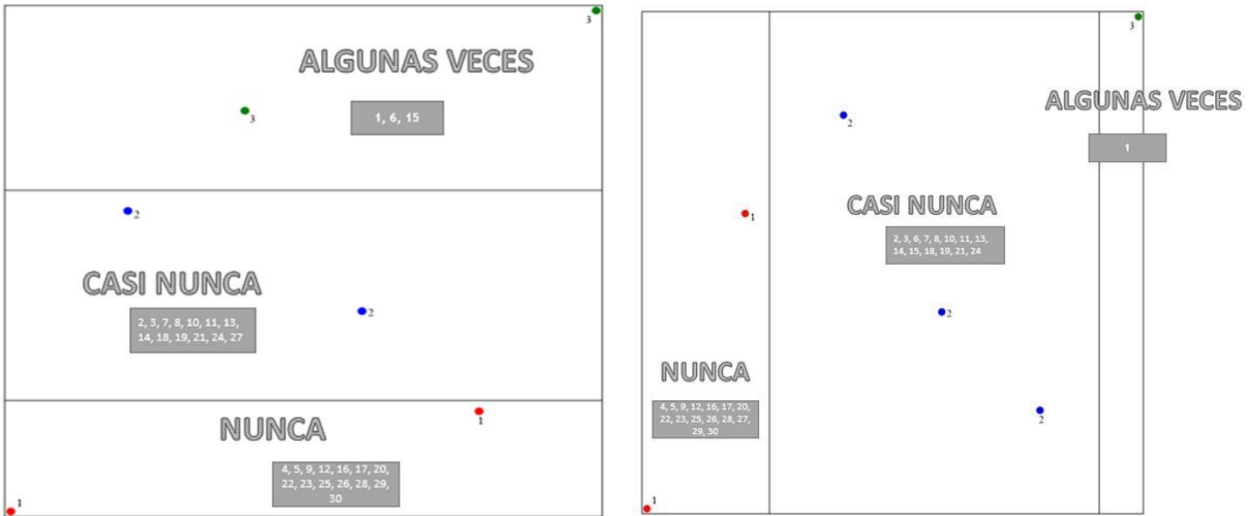 3
ALGUNAS VECES
1, 6, 15
3
2
CASI NUNCA
2, 3, 7, 8, 10, 11, 13,
14, 18, 19, 21, 24, 27
2
NUNCA
1
4, 5, 9, 12, 16, 17, 20,
22, 23, 25, 26, 28, 29,
30
1
3
ALGUNAS VECES
1
2
1
CASI NUNCA
2, 3, 6, 7, 8, 10, 11, 13,
14, 15, 18, 19, 21, 24
2
NUNCA
4, 5, 9, 12, 16, 17, 20,
22, 23, 25, 26, 28, 27,
29, 30
2
1